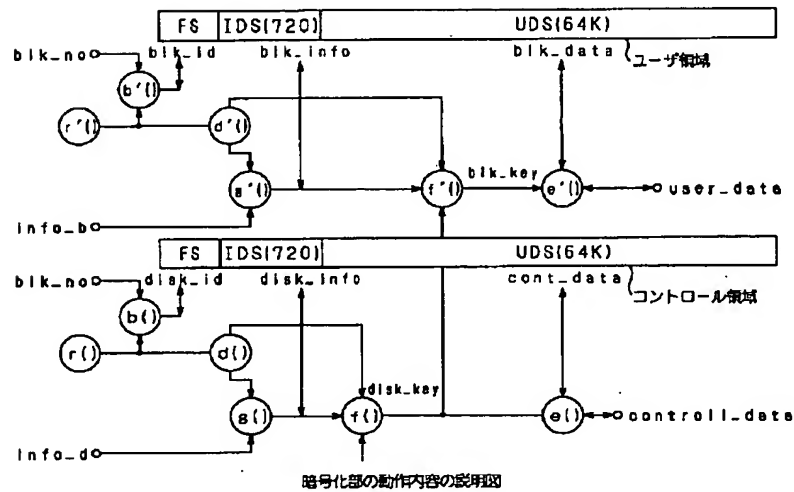 FS IDS(720) UDS(64K)
blk_no blk_id blk_info blk_data
ユーザ領域
b'()
r'() d'()
g'() f'() blk_key e'() user_data
info_b
FS IDS(720) UDS(64K)
blk_no disk_id disk_info cont_data
コントロール領域
b()
r() d()
disk_key
g() f() e() controll_data
info_d
暗号化部の動作内容の説明図